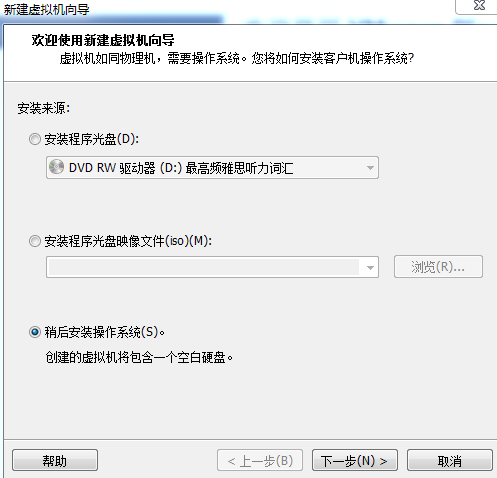 新建虚拟机向导
欢迎使用新建虚拟机向导
虚拟机如同物理机，需要操作系统。您将如何安装客户机操作系统?
安装来源:
安装程序光盘(D):
DVD RW 驱动器 (D:) 最高频雅思听力词汇
安装程序光盘映像文件(iso)(M):
浏览(R)...
稍后安装操作系统(S)。
创建的虚拟机将包含一个空白硬盘。
帮助
< 上一步(B)
下一步(N) >
取消